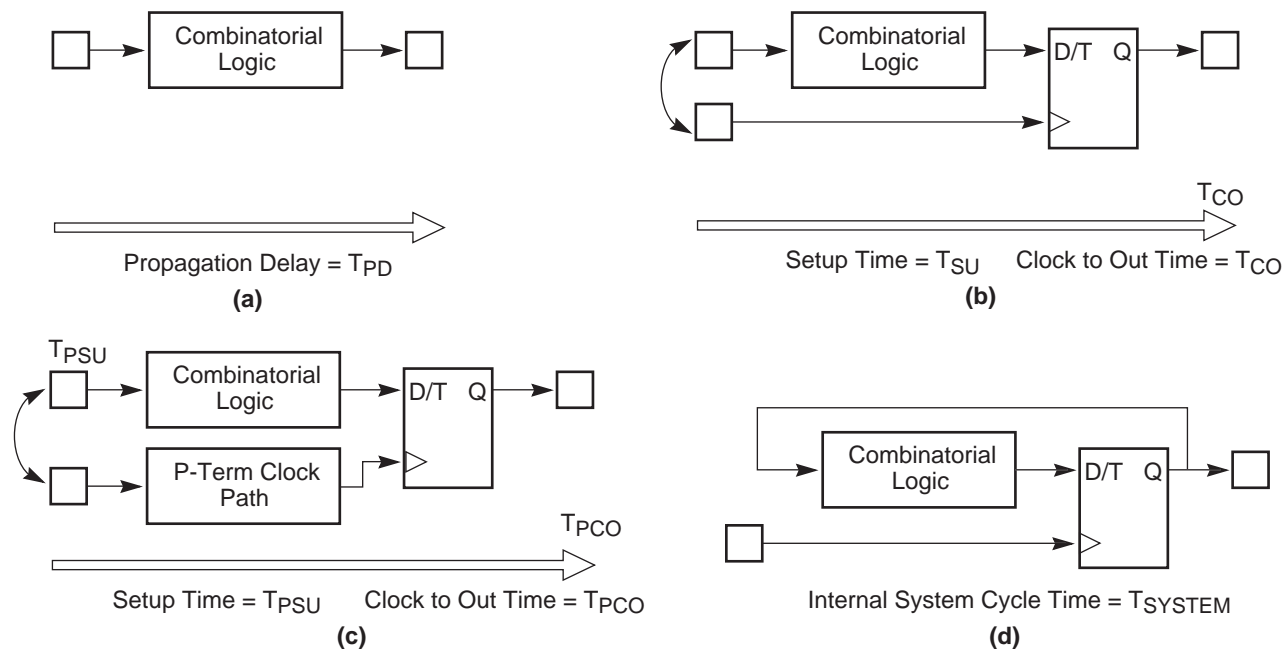 Combinatorial
Logic
Propagation Delay = TPD
(a)
Combinatorial
Logic
D/T Q
TCO
Setup Time = TSU Clock to Out Time = TCO
(b)
TPSU
Combinatorial
Logic
D/T Q
P-Term Clock
Path
TPCO
Setup Time = TPSU Clock to Out Time = TPCO
(c)
Combinatorial
Logic
D/T Q
Internal System Cycle Time = TSYSTEM
(d)